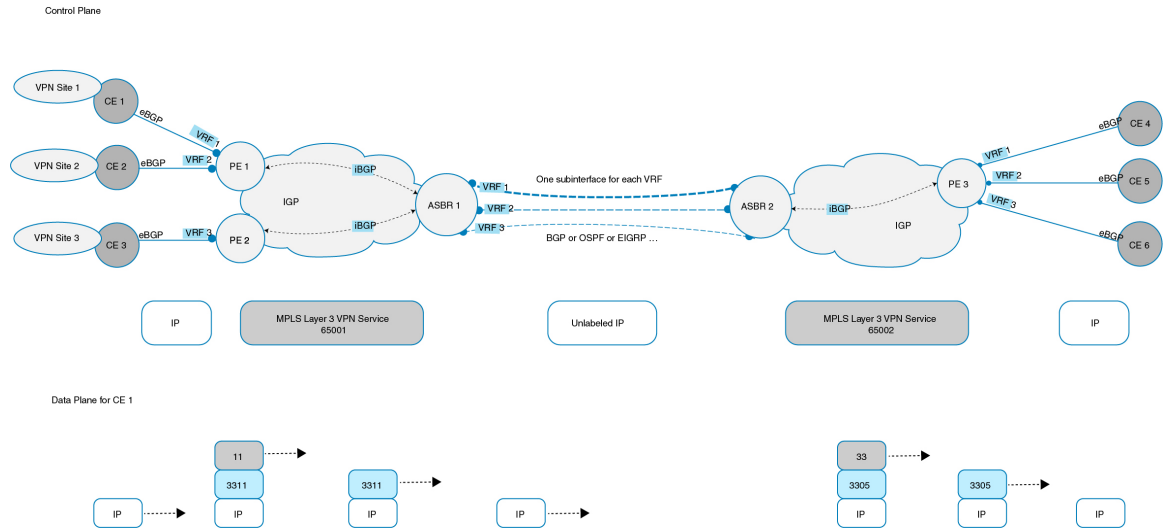 Control Plane
VPN Site 1
CE 1
eBGP
VRF 1
VPN Site 2
CE 2
eBGP
VRF 2
PE 1
VPN Site 3
CE 3
eBGP
VRF 3
PE 2
iBGP
IGP
iBGP
ASBR 1
VRF 1
VRF 2
VRF 3
One subinterface for each VRF
BGP or OSPF or EIGRP ...
ASBR 2
iBGP
IGP
PE 3
VRF 1
VRF 2
VRF 3
eBGP
CE 4
eBGP
CE 5
eBGP
CE 6
IP
MPLS Layer 3 VPN Service
65001
Unlabeled IP
MPLS Layer 3 VPN Service
65002
IP
Data Plane for CE 1
IP
11
3311
IP
3311
IP
IP
33
3305
IP
3305
IP
IP